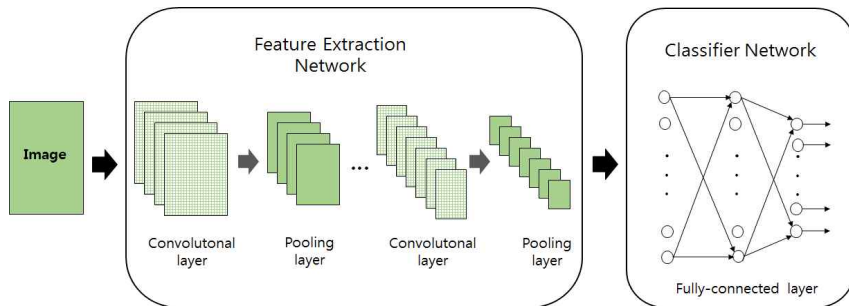 Feature Extraction
Network
Classifier Network
Image
...
Convolutonal
layer
Pooling
layer
Convolutonal
layer
Pooling
layer
Fully-connected layer